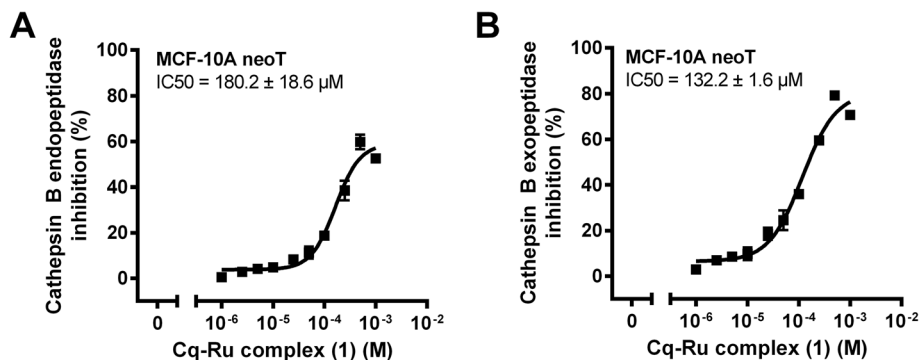 A
MCF-10A neoT
IC50 = 180.2 ± 18.6 µM
Cathepsin B endopeptidase
inhibition (%)
100
80
60
40
20
0
0
10-6
10-5
10-4
10-3
10-2
Cq-Ru complex (1) (M)
B
MCF-10A neoT
IC50 = 132.2 ± 1.6 µM
Cathepsin B exopeptidase
inhibition (%)
100
80
60
40
20
0
0
10-6
10-5
10-4
10-3
10-2
Cq-Ru complex (1) (M)